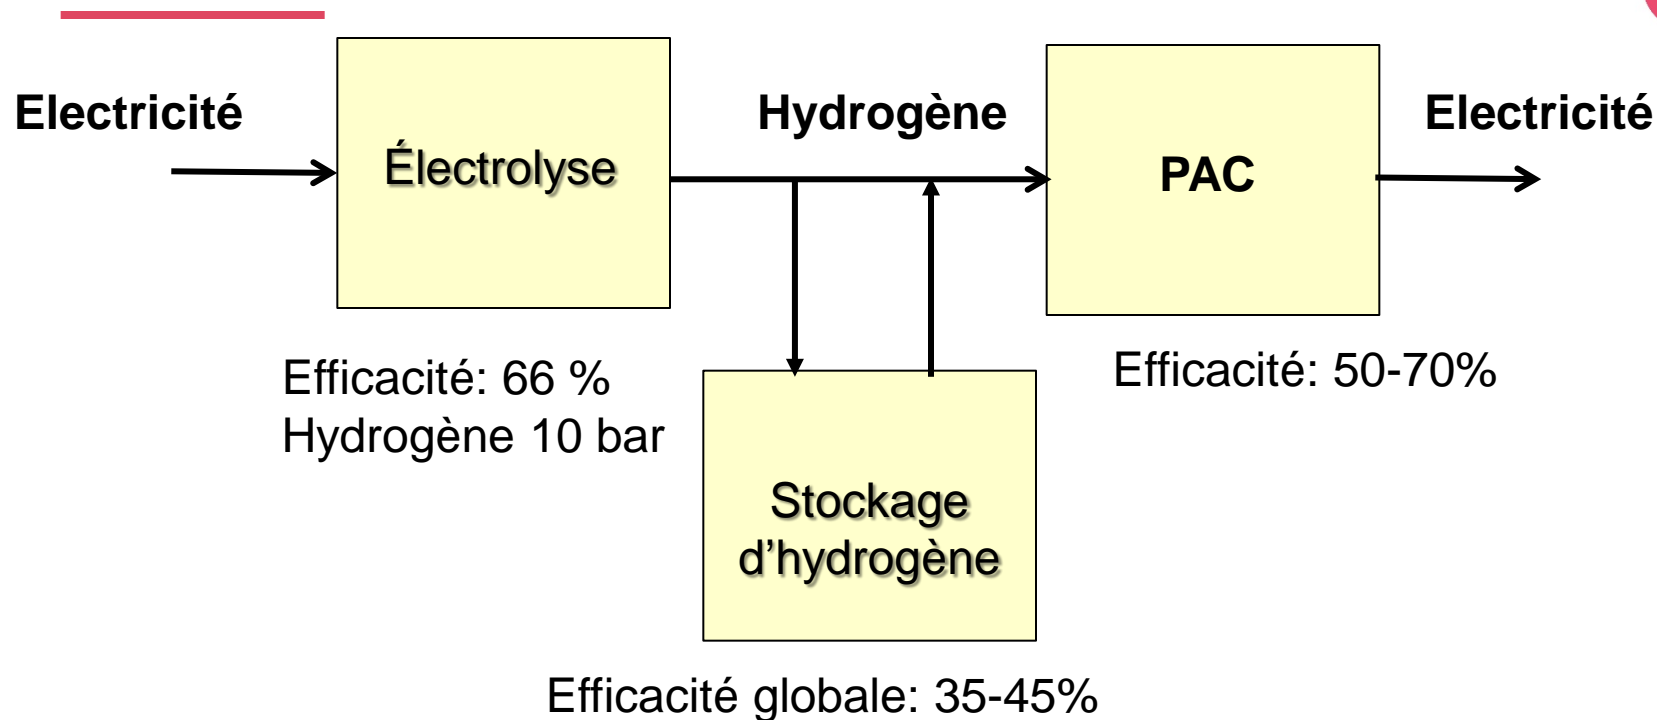 Electricité
Électrolyse
Hydrogène
PAC
Electricité
Efficacité: 66 %
Hydrogène 10 bar
Efficacité: 50-70%
Stockage
d’hydrogène
Efficacité globale: 35-45%